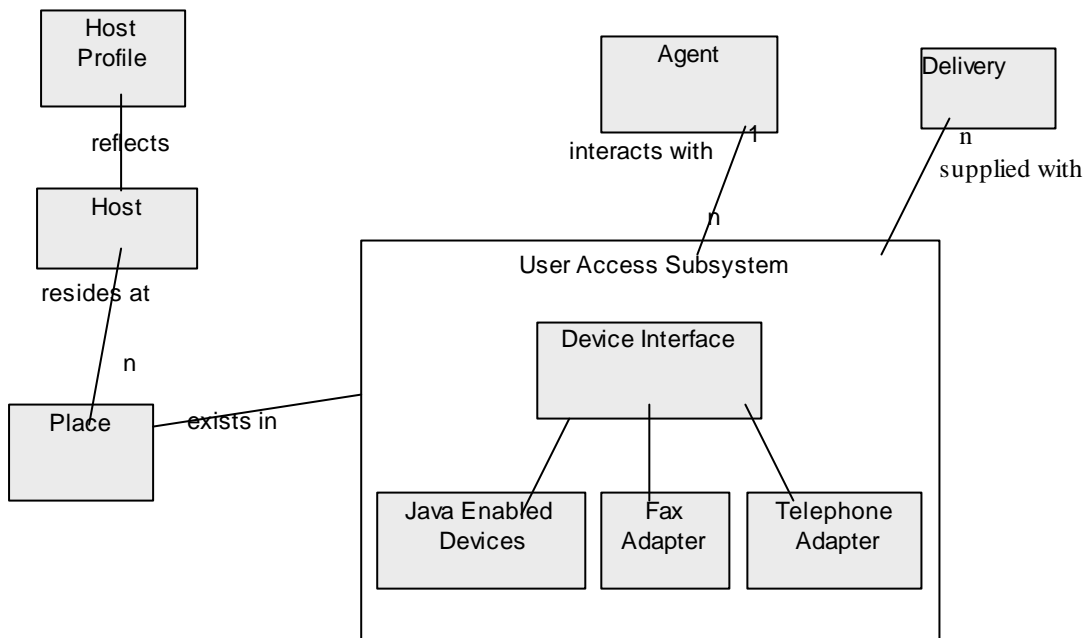 Host
Profile
Agent
Delivery
reflects
interacts with
1
n
supplied with
Host
n
User Access Subsystem
resides at
Device Interface
n
Place
exists in
Java Enabled
Devices
Fax
Adapter
Telephone
Adapter